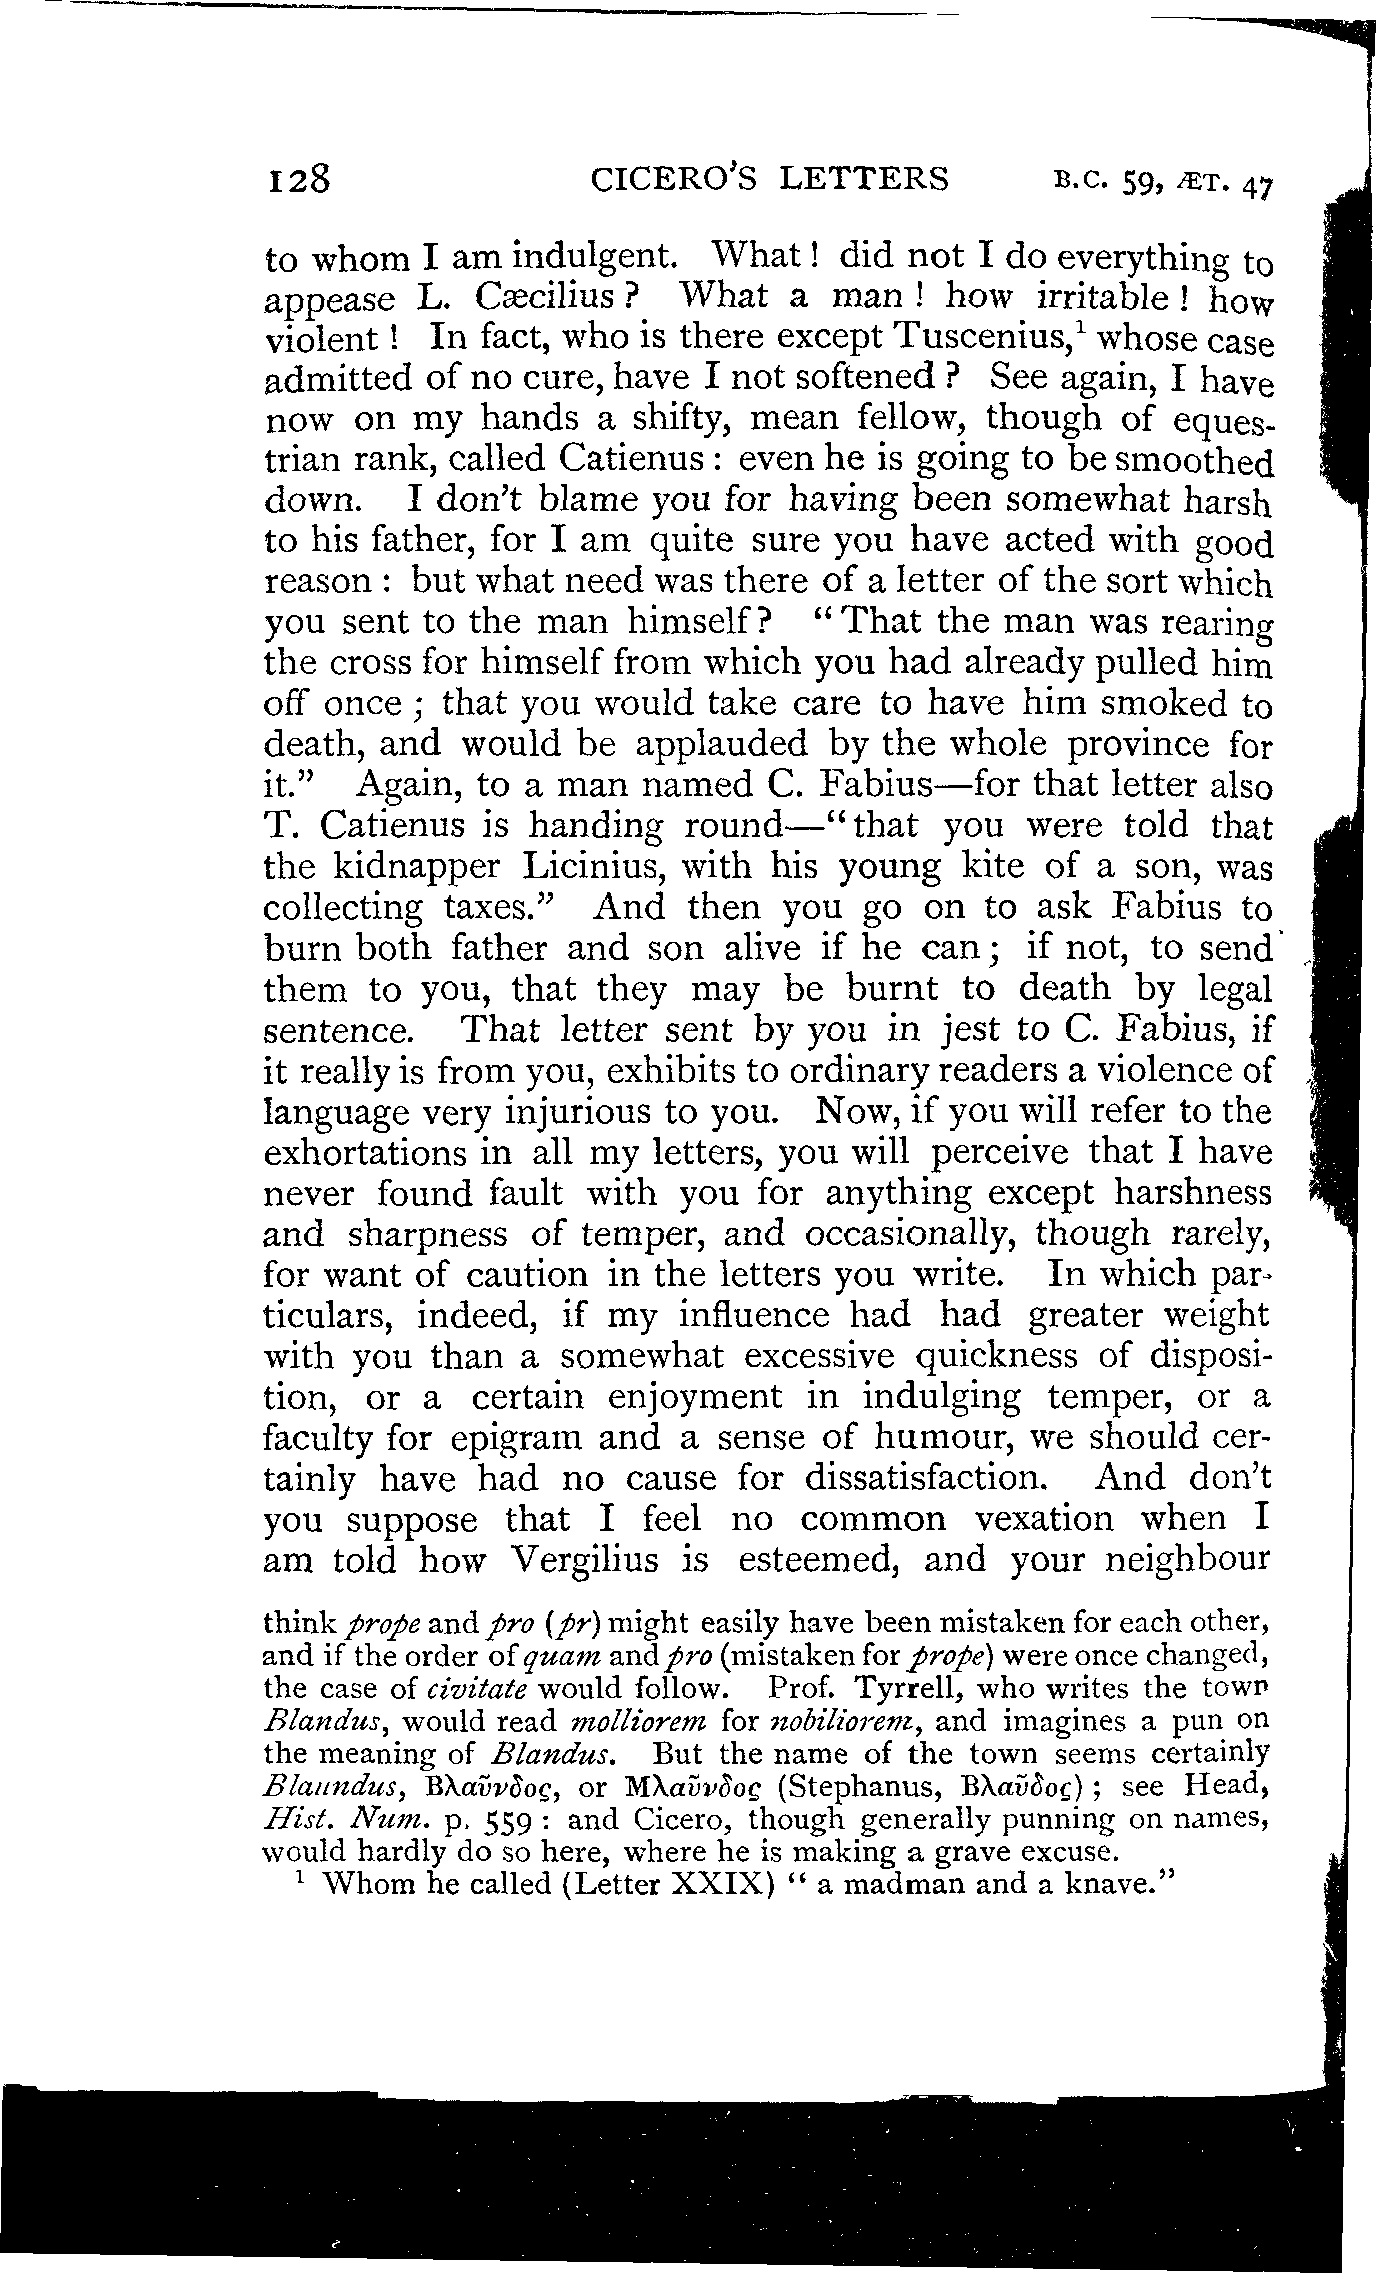 128 CICERO'S LETTERS B.C. 59, ÆT. 47
to whom I am indulgent. What! did not I do everything to
appease L. Cæcilius? What a man! how irritable! how
violent! In fact, who is there except Tuscenius,¹ whose case
admitted of no cure, have I not softened? See again, I have
now on my hands a shifty, mean fellow, though of eques-
trian rank, called Catienus: even he is going to be smoothed
down. I don't blame you for having been somewhat harsh
to his father, for I am quite sure you have acted with good
reason: but what need was there of a letter of the sort which
you sent to the man himself? "That the man was rearing
the cross for himself from which you had already pulled him
off once; that you would take care to have him smoked to
death, and would be applauded by the whole province for
it." Again, to a man named C. Fabius—for that letter also
T. Catienus is handing round—"that you were told that
the kidnapper Licinius, with his young kite of a son, was
collecting taxes." And then you go on to ask Fabius to
burn both father and son alive if he can; if not, to send
them to you, that they may be burnt to death by legal
sentence. That letter sent by you in jest to C. Fabius, if
it really is from you, exhibits to ordinary readers a violence of
language very injurious to you. Now, if you will refer to the
exhortations in all my letters, you will perceive that I have
never found fault with you for anything except harshness
and sharpness of temper, and occasionally, though rarely,
for want of caution in the letters you write. In which par-
ticulars, indeed, if my influence had had greater weight
with you than a somewhat excessive quickness of disposi-
tion, or a certain enjoyment in indulging temper, or a
faculty for epigram and a sense of humour, we should cer-
tainly have had no cause for dissatisfaction. And don't
you suppose that I feel no common vexation when I
am told how Vergilius is esteemed, and your neighbour
think prope and pro (pr) might easily have been mistaken for each other,
and if the order of quam and pro (mistaken for prope) were once changed,
the case of civitate would follow. Prof. Tyrrell, who writes the town
Blandus, would read molliorem for nobiliorem, and imagines a pun on
the meaning of Blandus. But the name of the town seems certainly
Blaundus, Βλαῦνδος, or Μλαῦνδος (Stephanus, Βλαῦδος); see Head,
Hist. Num. p. 559: and Cicero, though generally punning on names,
would hardly do so here, where he is making a grave excuse.
¹ Whom he called (Letter XXIX) "a madman and a knave."